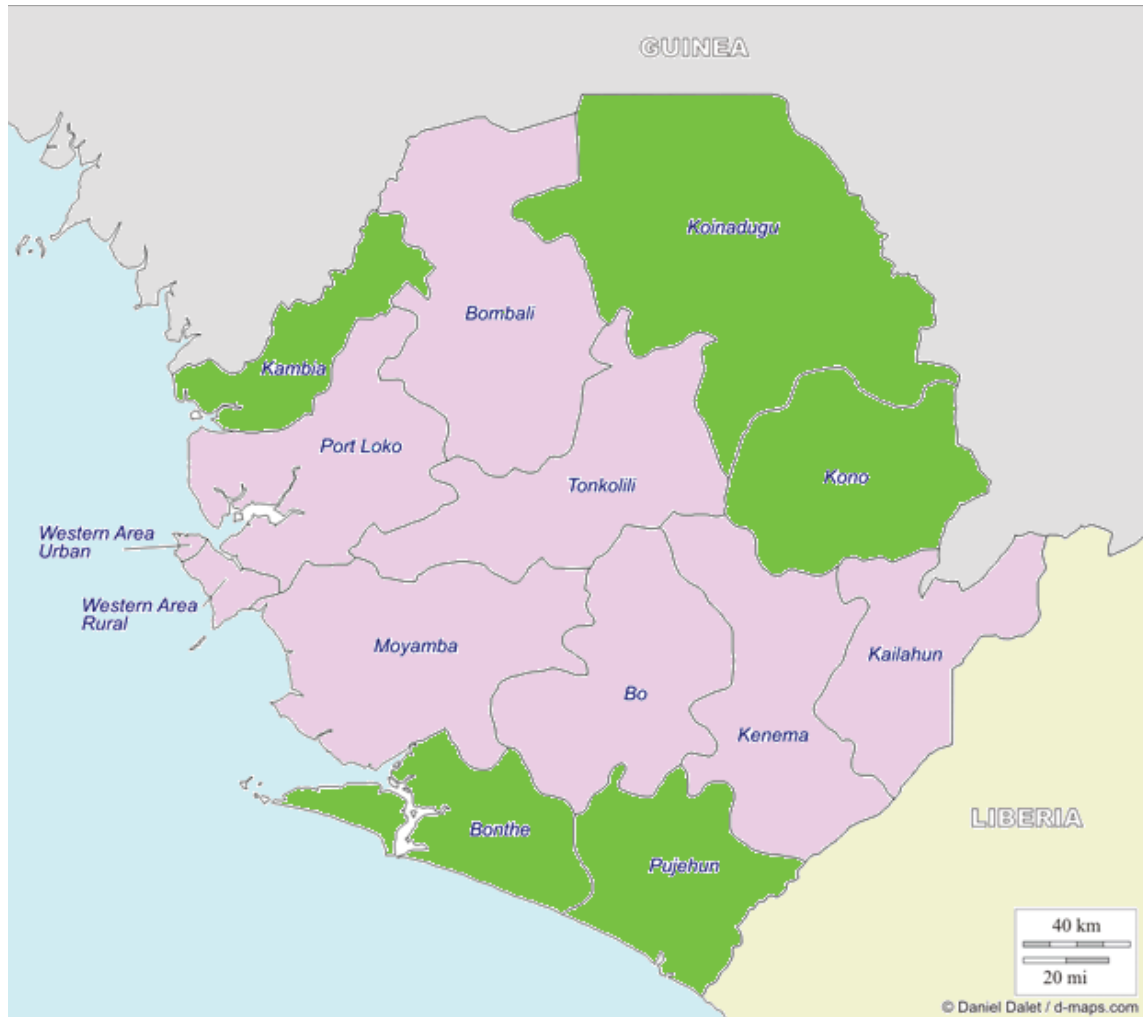 GUINEA
Koinadugu
Bombali
Kambia
Port Loko
Kono
Tonkolili
Western Area
Urban
Western Area
Rural
Moyamba
Kailahun
Bo
Kenema
LIBERIA
Bonthe
Pujehun
40 km
20 mi
© Daniel Dalet / d-maps.com